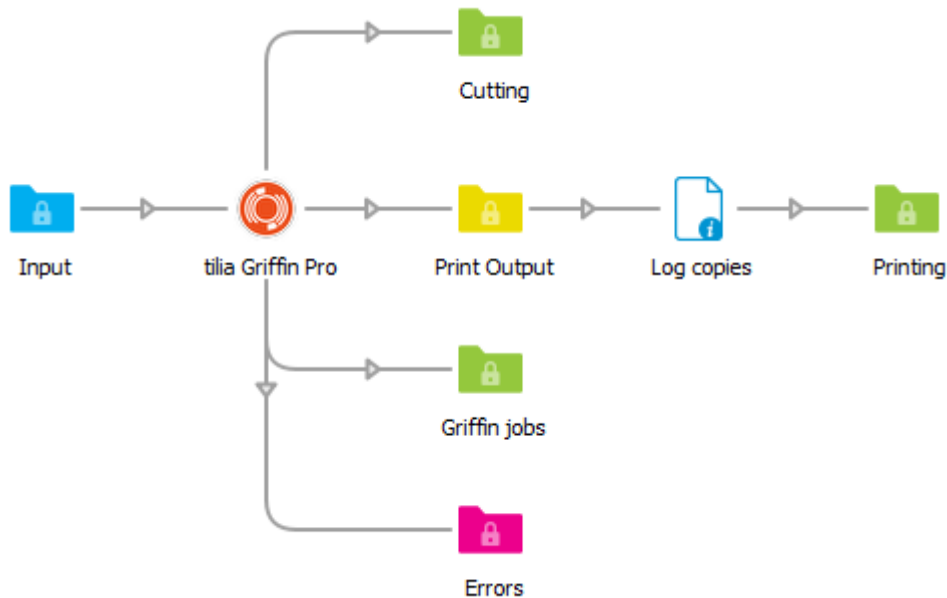 Cutting
Input
tilia Griffin Pro
Print Output
Log copies
Printing
Griffin jobs
Errors